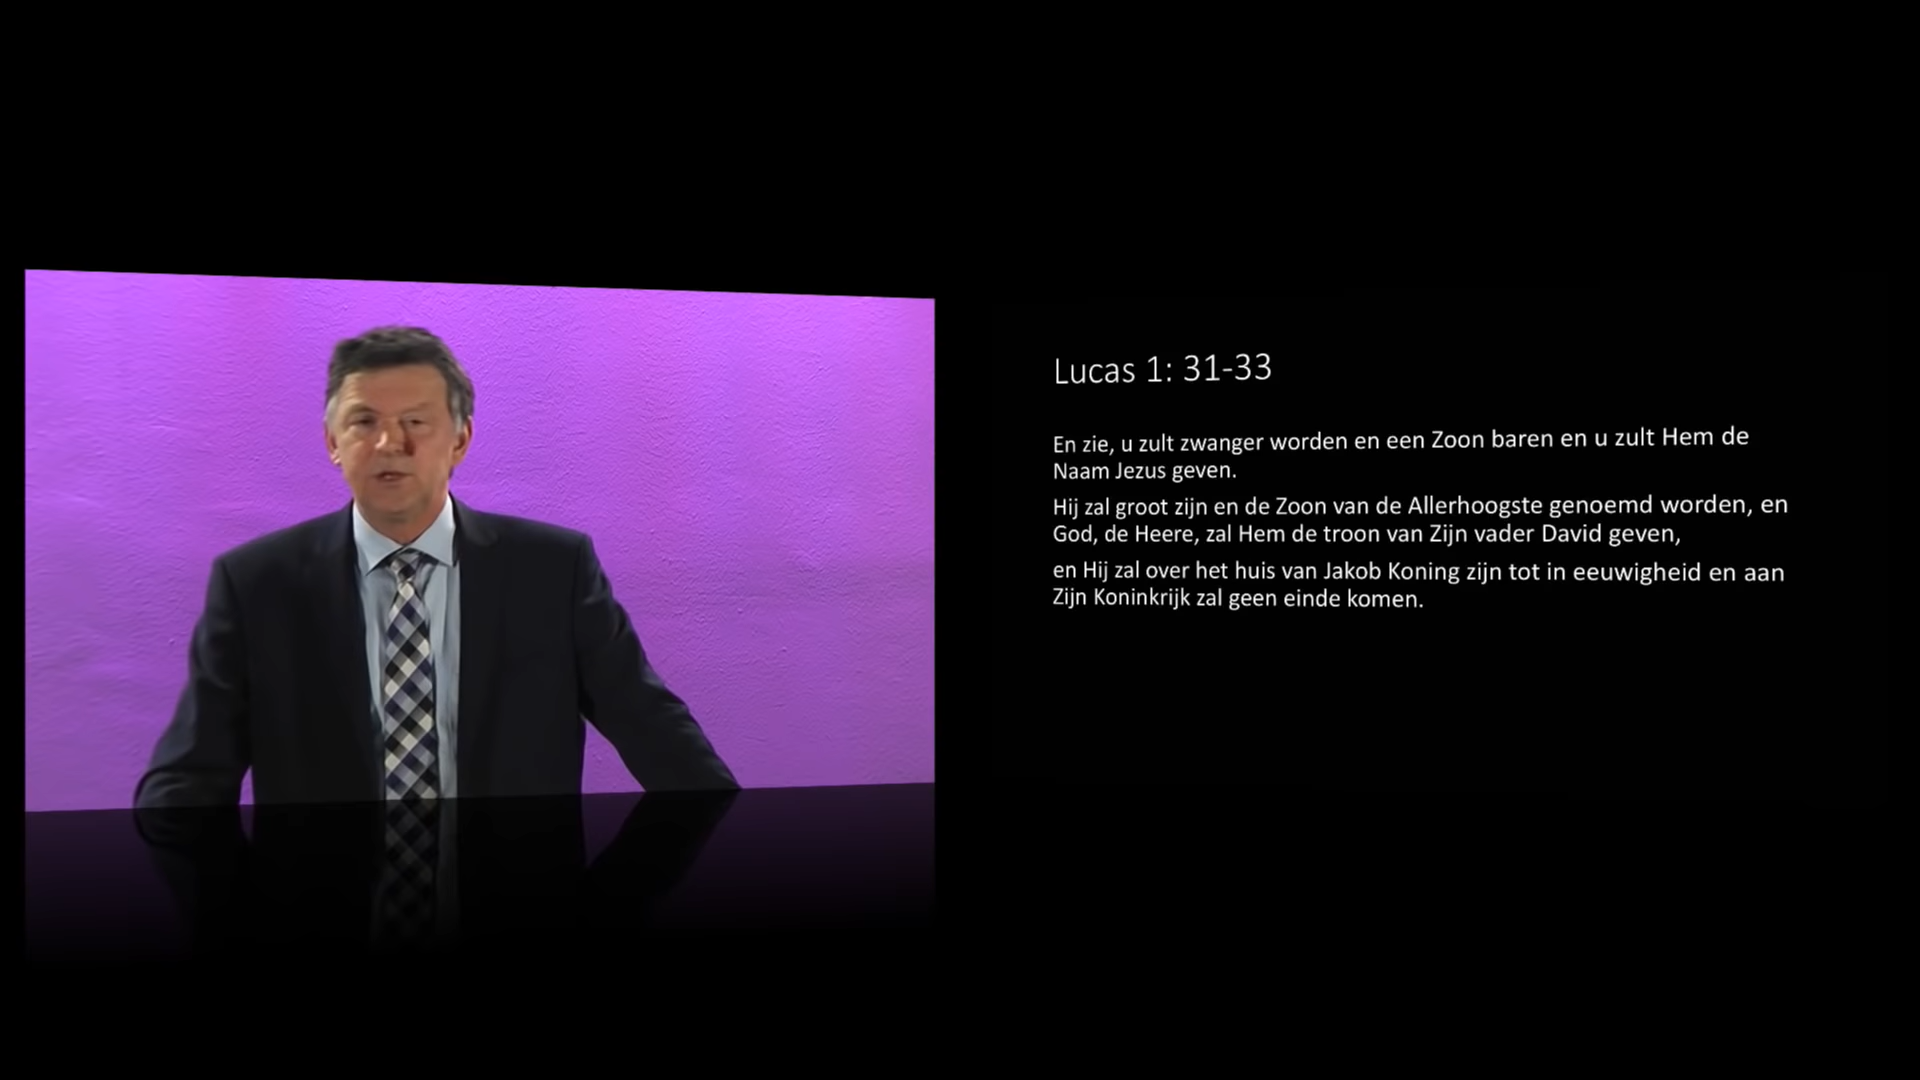 Lucas 1: 31-33
En zie, u zult zwanger worden en een Zoon baren en u zult Hem de
Naam Jezus geven.
Hij zal groot zijn en de Zoon van de Allerhoogste genoemd worden, en
God, de Heere, zal Hem de troon van Zijn vader David geven,
en Hij zal over het huis van Jakob Koning zijn tot in eeuwigheid en aan
Zijn Koninkrijk zal geen einde komen.